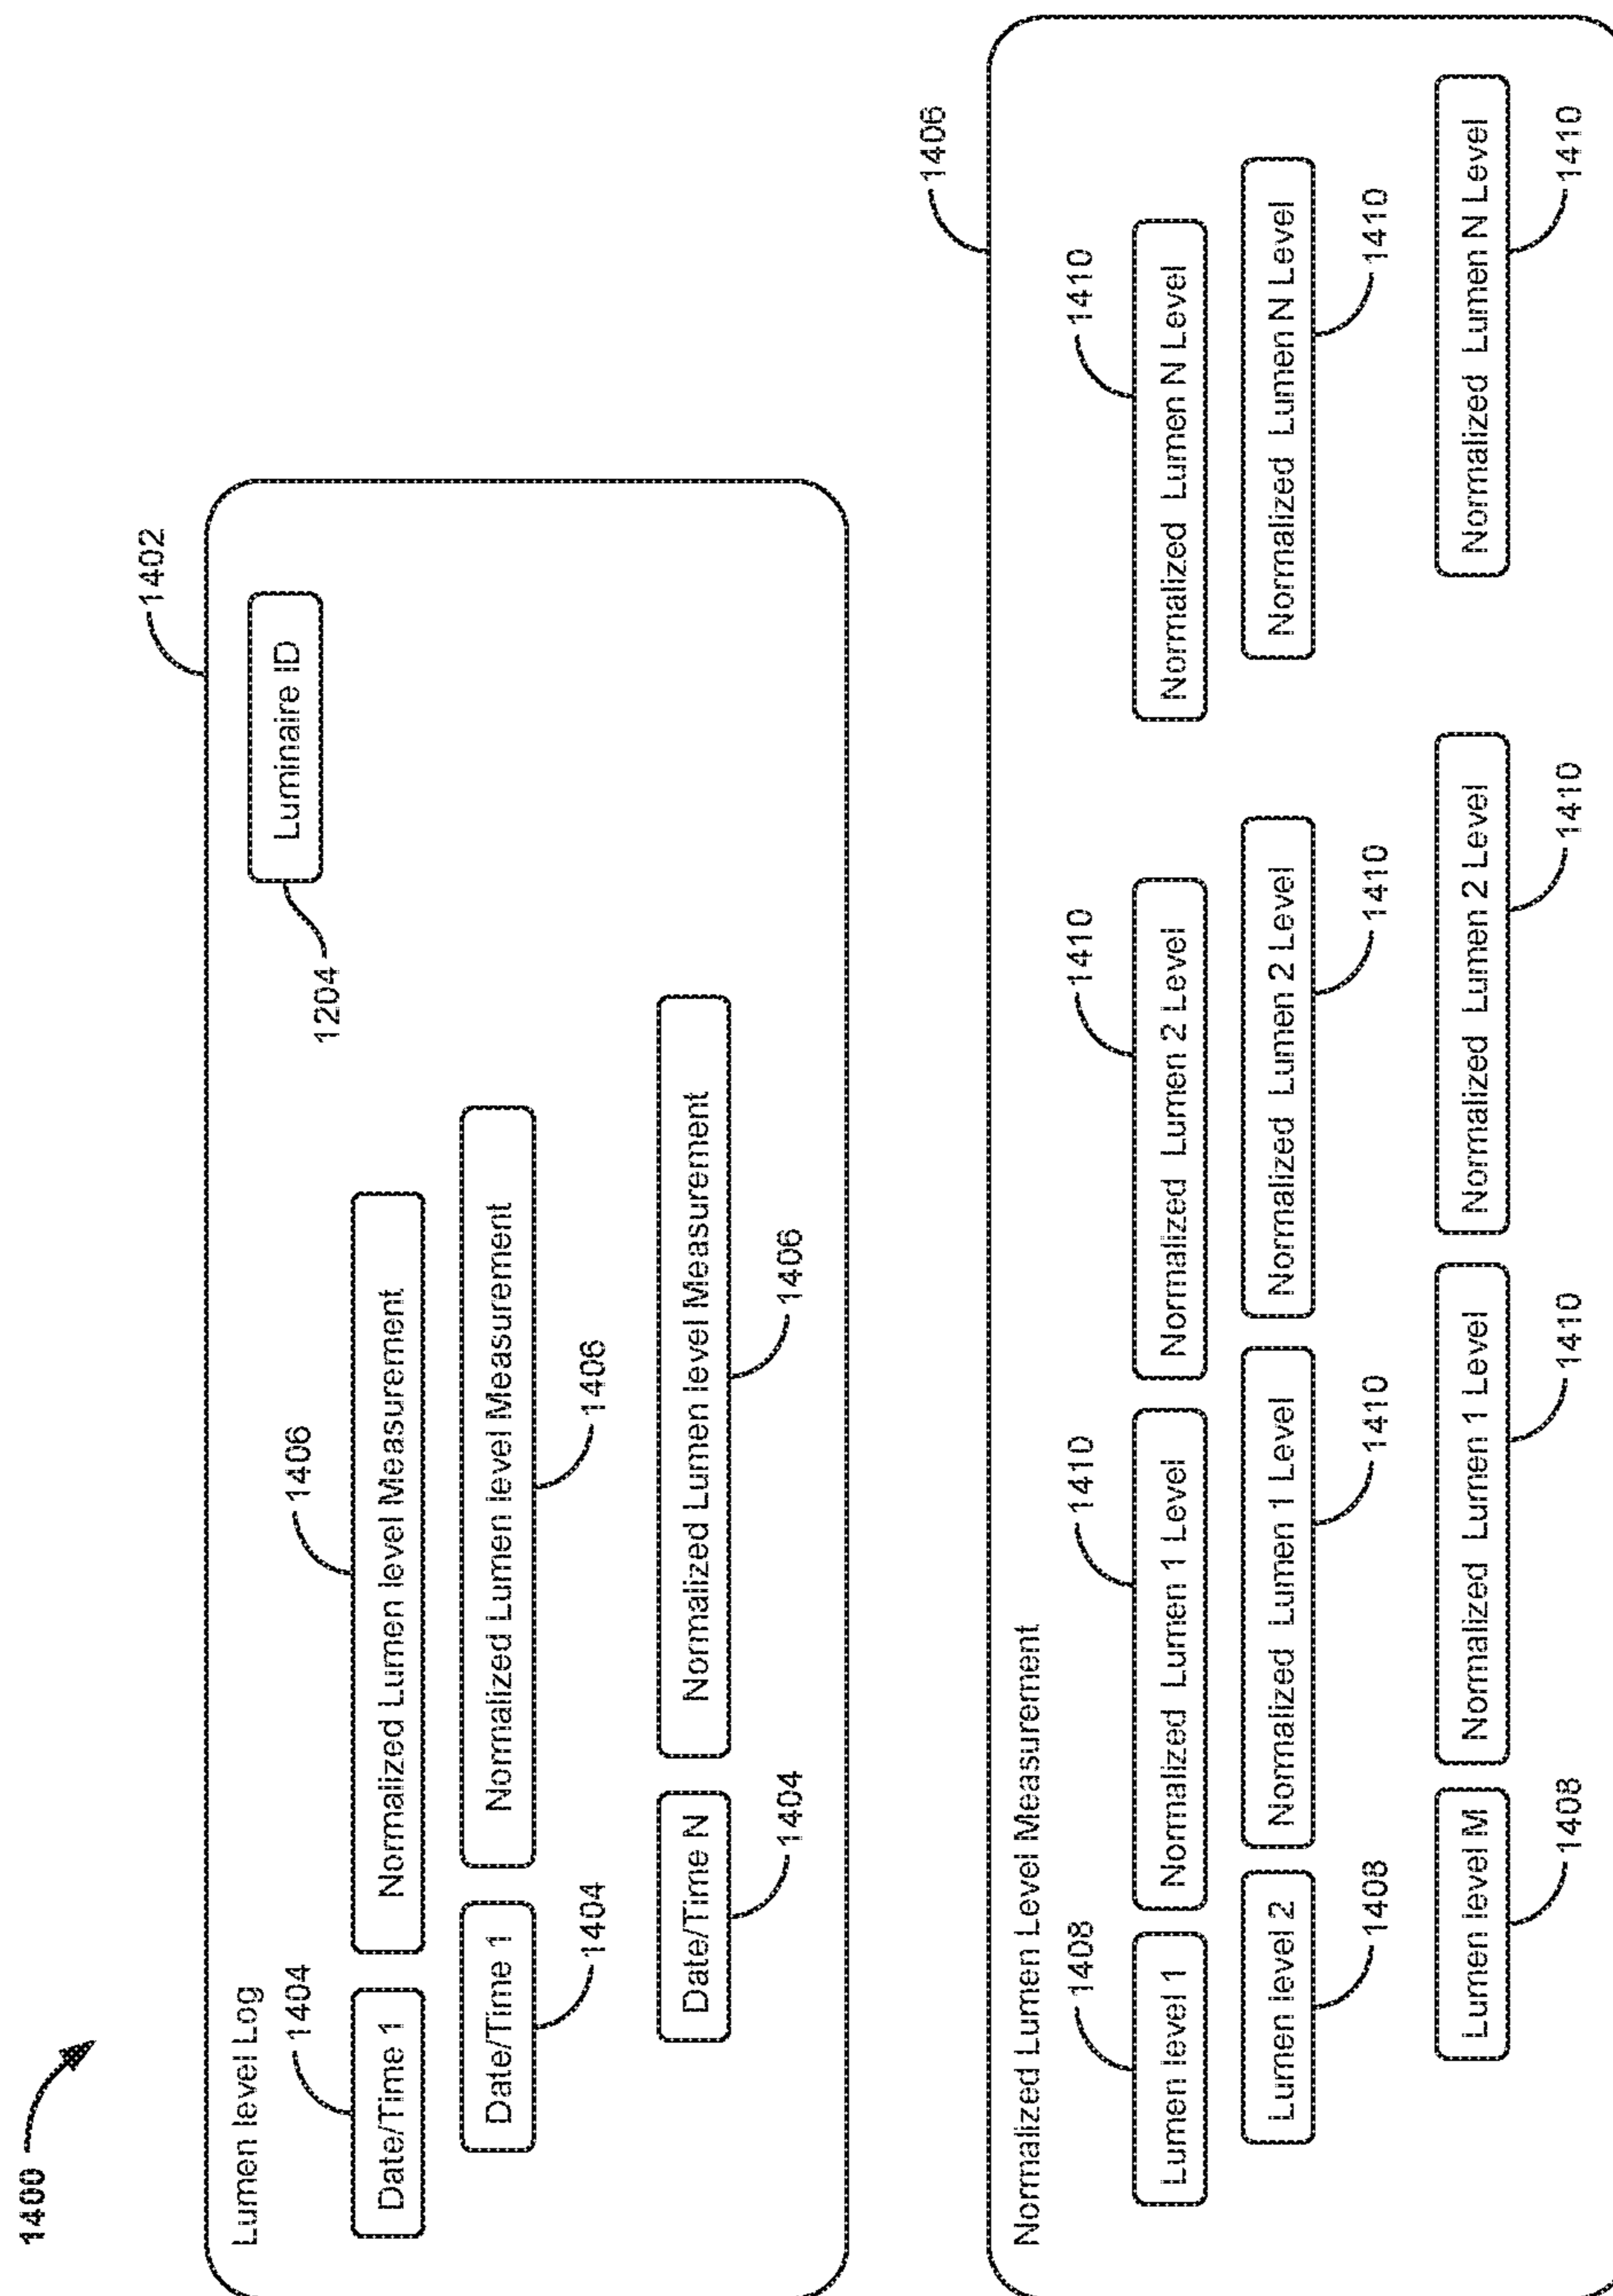 1400
1402
Lumen level Log
Luminaire ID
1204
1404
1406
Date/Time 1
Normalized Lumen level Measurement
Date/Time 1
Normalized Lumen level Measurement
1404
1406
Date/Time N
Normalized Lumen level Measurement
1404
1406
1406
Normalized Lumen Level Measurement
1408
1410
1410
1410
Lumen level 1
Normalized Lumen 1 Level
Normalized Lumen 2 Level
Normalized Lumen N Level
Lumen level 2
Normalized Lumen 1 Level
Normalized Lumen 2 Level
Normalized Lumen N Level
1408
1410
1410
1410
Lumen level M
Normalized Lumen 1 Level
Normalized Lumen 2 Level
Normalized Lumen N Level
1408
1410
1410
1410